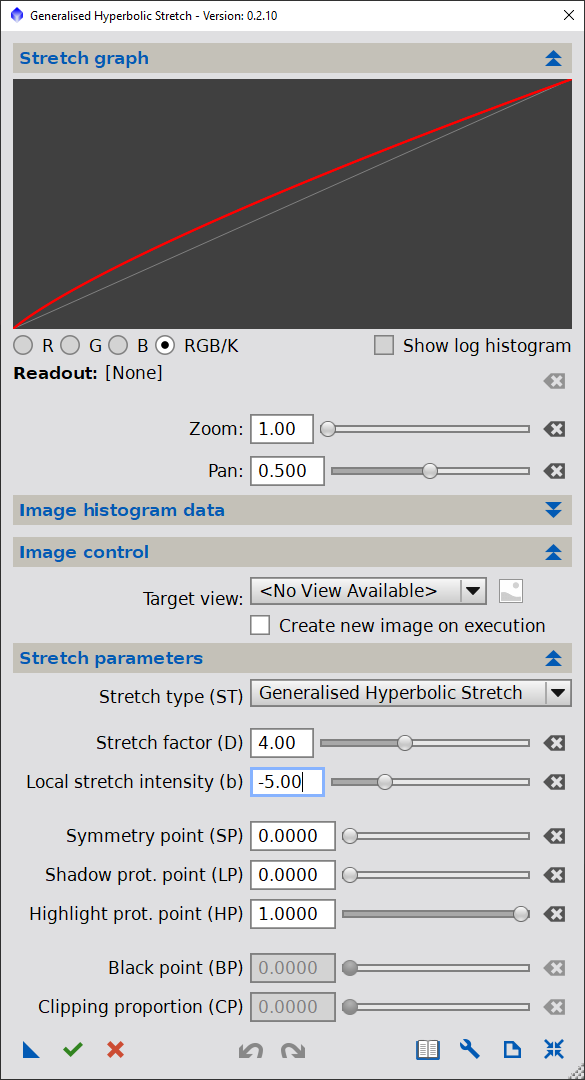 Generalised Hyperbolic Stretch - Version: 0.2.10
Stretch graph
R G B RGB/K Show log histogram
Readout: [None]
Zoom: 1.00
Pan: 0.500
Image histogram data
Image control
Target view: <No View Available>
Create new image on execution
Stretch parameters
Stretch type (ST) Generalised Hyperbolic Stretch
Stretch factor (D) 4.00
Local stretch intensity (b) -5.00
Symmetry point (SP) 0.0000
Shadow prot. point (LP) 0.0000
Highlight prot. point (HP) 1.0000
Black point (BP) 0.0000
Clipping proportion (CP) 0.0000